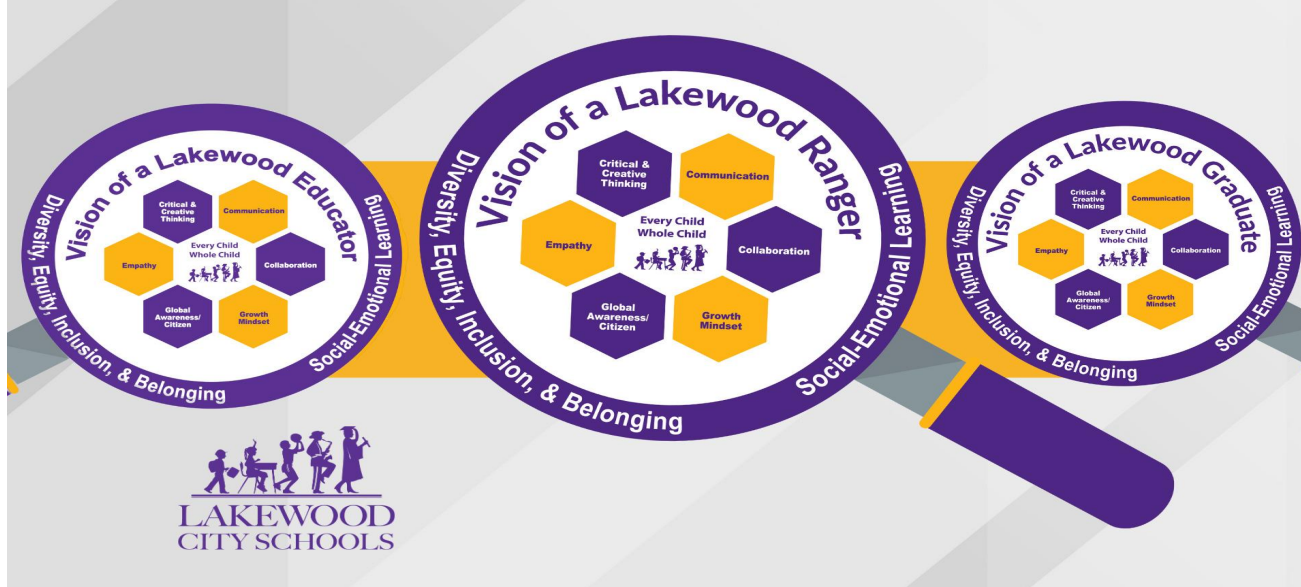 Vision of a Lakewood Educator
Critical &
Creative
Thinking
Communication
Empathy
Every Child
Whole Child
Collaboration
Global
Awareness/
Citizen
Growth
Mindset
Diversity, Equity, Inclusion, & Belonging
Social-Emotional Learning
Vision of a Lakewood Ranger
Critical &
Creative
Thinking
Communication
Empathy
Every Child
Whole Child
Collaboration
Global
Awareness/
Citizen
Growth
Mindset
Diversity, Equity, Inclusion, & Belonging
Social-Emotional Learning
Vision of a Lakewood Graduate
Critical &
Creative
Thinking
Communication
Empathy
Every Child
Whole Child
Collaboration
Global
Awareness/
Citizen
Growth
Mindset
Diversity, Equity, Inclusion, & Belonging
Social-Emotional Learning
LAKEWOOD
CITY SCHOOLS